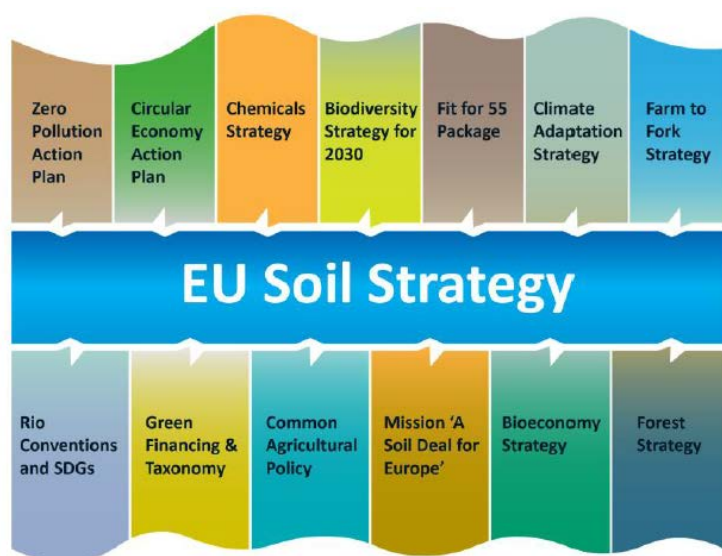 Zero
Pollution
Action
Plan
Circular
Economy
Action
Plan
Chemicals
Strategy
Biodiversity
Strategy for
2030
Fit for 55
Package
Climate
Adaptation
Strategy
Farm to
Fork
Strategy
EU Soil Strategy
Rio
Conventions
and SDGs
Green
Financing &
Taxonomy
Common
Agricultural
Policy
Mission ‘A
Soil Deal for
Europe’
Bioeconomy
Strategy
Forest
Strategy